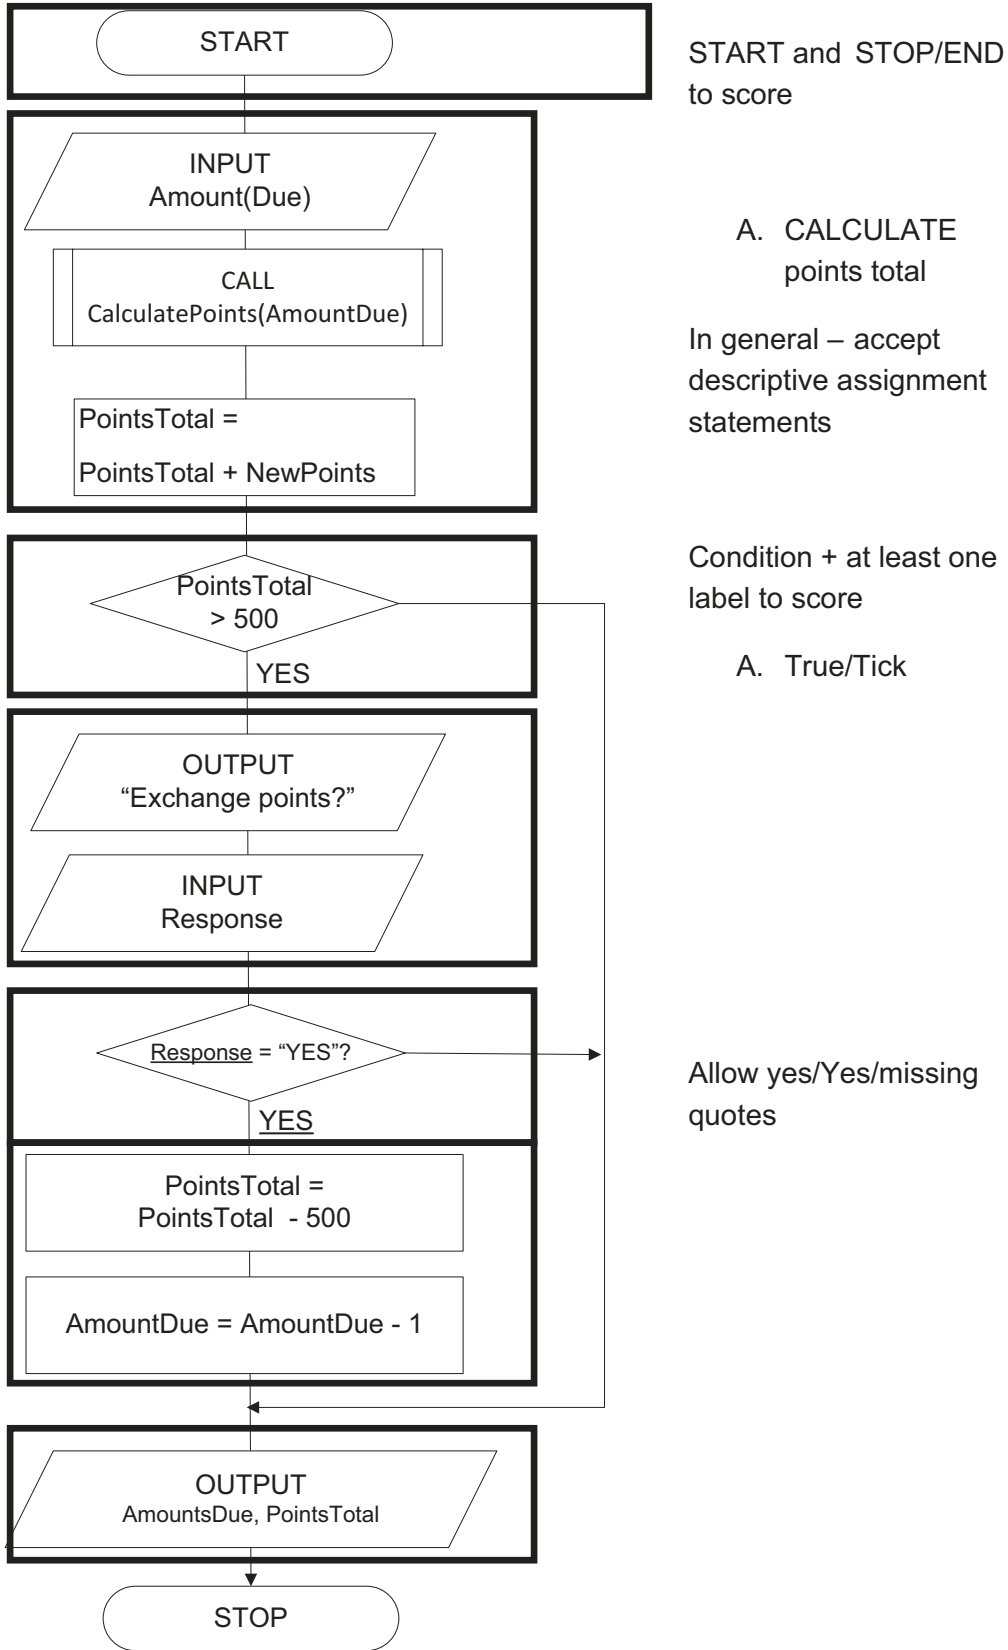 START
START and STOP/END
to score
INPUT
Amount(Due)
CALL
CalculatePoints(AmountDue)
A. CALCULATE
points total
PointsTotal =
PointsTotal + NewPoints
In general – accept
descriptive assignment
statements
PointsTotal
> 500
YES
Condition + at least one
label to score
A. True/Tick
OUTPUT
“Exchange points?”
INPUT
Response
Response = “YES”?
YES
Allow yes/Yes/missing
quotes
PointsTotal =
PointsTotal - 500
AmountDue = AmountDue - 1
OUTPUT
AmountsDue, PointsTotal
STOP